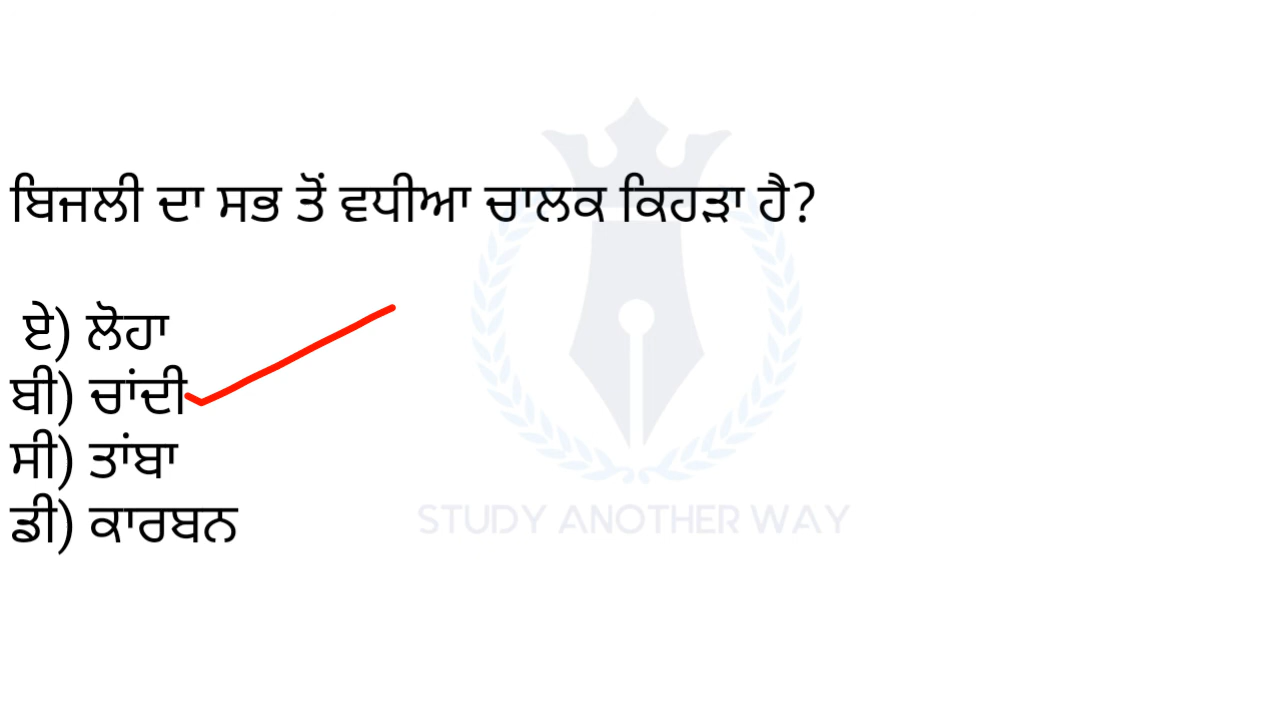 ਬਿਜਲੀ ਦਾ ਸਭ ਤੋਂ ਵਧੀਆ ਚਾਲਕ ਕਿਹੜਾ ਹੈ?
ਏ) ਲੋਹਾ
ਬੀ) ਚਾਂਦੀ
ਸੀ) ਤਾਂਬਾ
ਡੀ) ਕਾਰਬਨ
STUDY ANOTHER WAY